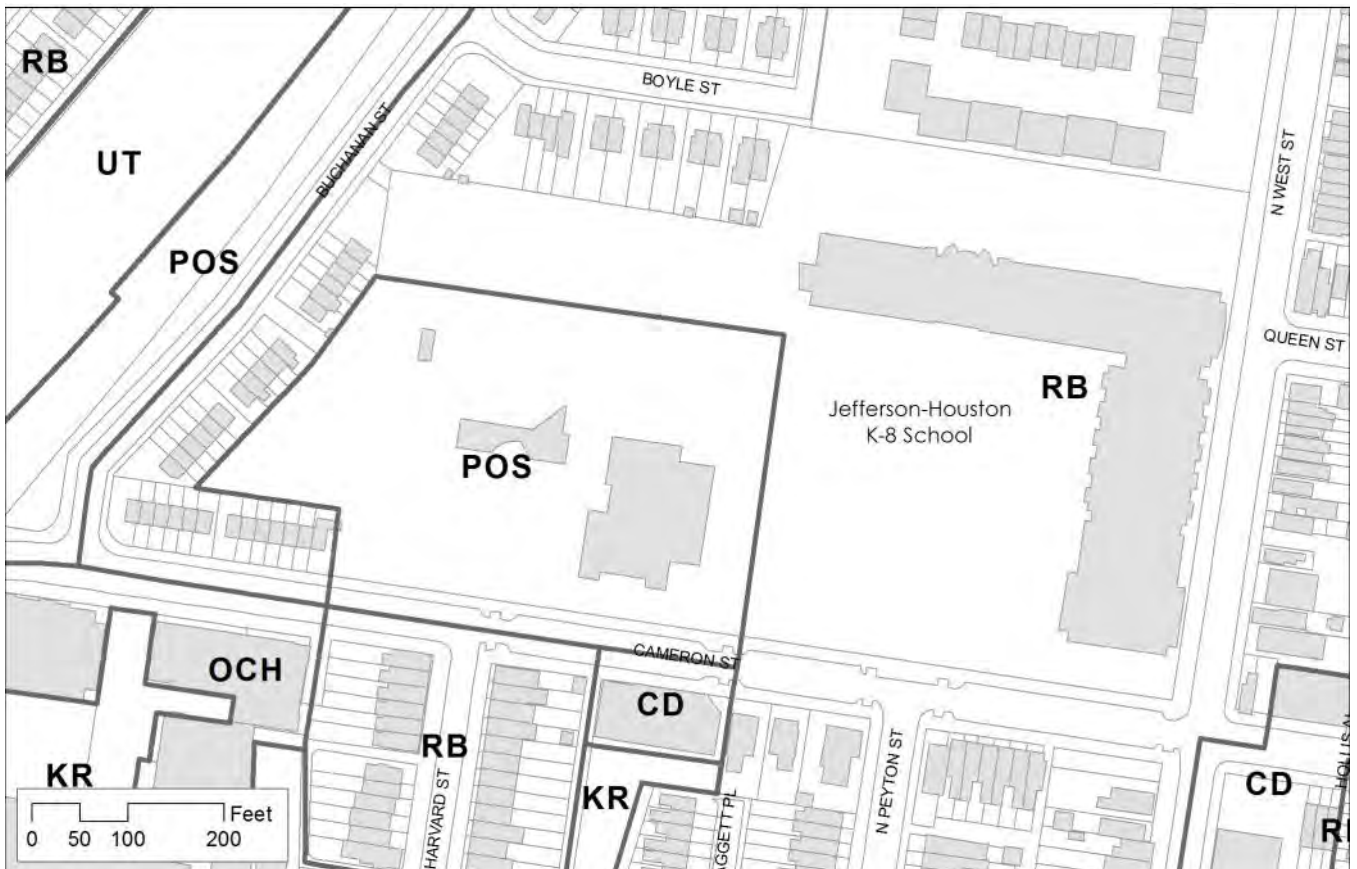 RB
BOYLE ST
UT
BUCHANAN ST
N WEST ST
POS
QUEEN ST
RB
Jefferson-Houston
K-8 School
POS
CAMERON ST
OCH
CD
RB
N PEYTON ST
KR
KR
CD
HARVARD ST
Feet
0 50 100 200